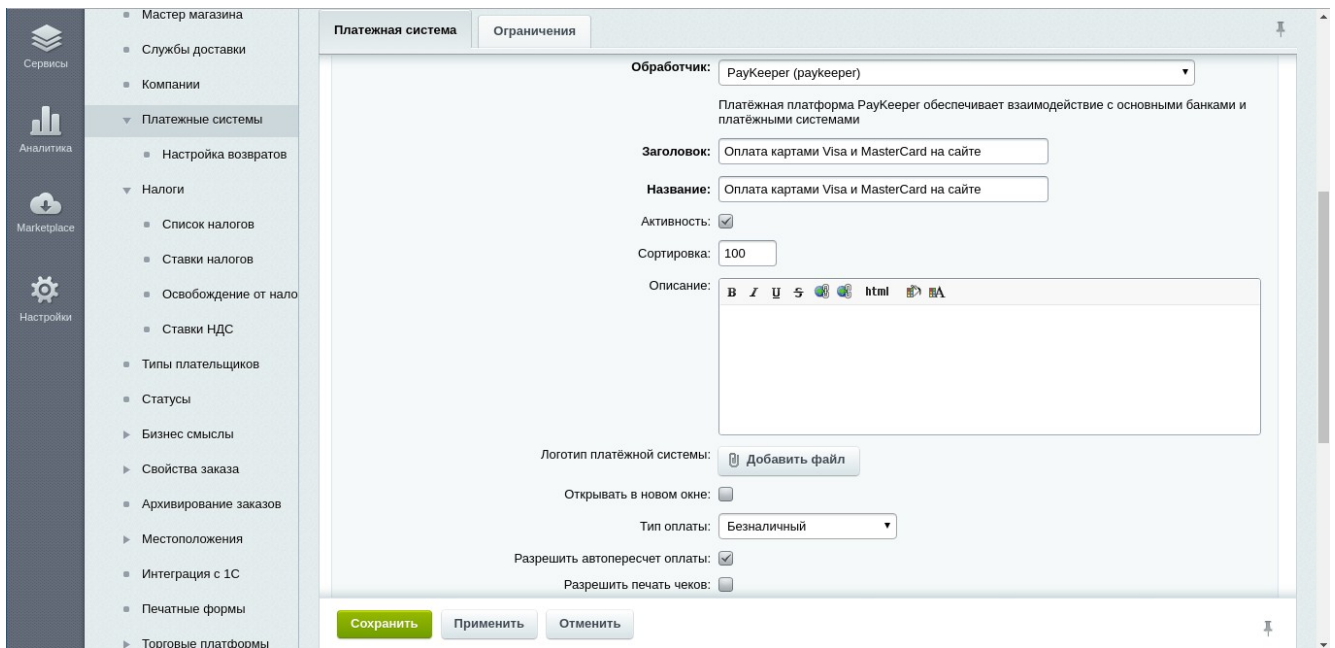 Сервисы
Аналитика
Marketplace
Настройки
Мастер магазина
Службы доставки
Компании
Платежные системы
Настройка возвратов
Налоги
Список налогов
Ставки налогов
Освобождение от нало
Ставки НДС
Типы плательщиков
Статусы
Бизнес смыслы
Свойства заказа
Архивирование заказов
Местоположения
Интеграция с 1С
Печатные формы
Торговые платформы
Платежная система
Ограничения
Обработчик: PayKeeper (paykeeper)
Платёжная платформа PayKeeper обеспечивает взаимодействие с основными банками и
платёжными системами
Заголовок: Оплата картами Visa и MasterCard на сайте
Название: Оплата картами Visa и MasterCard на сайте
Активность:
Сортировка: 100
Описание:
B I U S html A
Логотип платёжной системы: Добавить файл
Открывать в новом окне:
Тип оплаты: Безналичный
Разрешить автопересчет оплаты:
Разрешить печать чеков:
Сохранить Применить Отменить